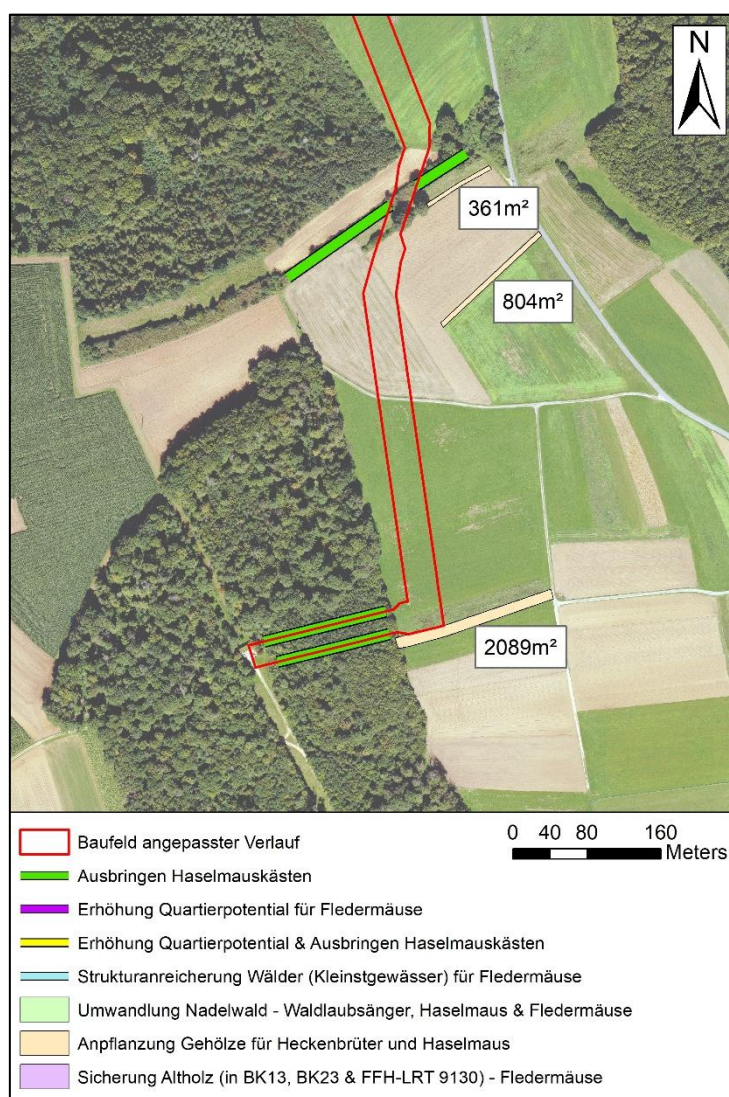 N
361m²
804m²
2089m²
0 40 80 160
Meters
Baufeld angepasster Verlauf
Ausbringen Haselmauskästen
Erhöhung Quartierpotential für Fledermäuse
Erhöhung Quartierpotential & Ausbringen Haselmauskästen
Strukturanreicherung Wälder (Kleinstgewässer) für Fledermäuse
Umwandlung Nadelwald - Waldlaubsänger, Haselmaus & Fledermäuse
Anpflanzung Gehölze für Heckenbrüter und Haselmaus
Sicherung Altholz (in BK13, BK23 & FFH-LRT 9130) - Fledermäuse